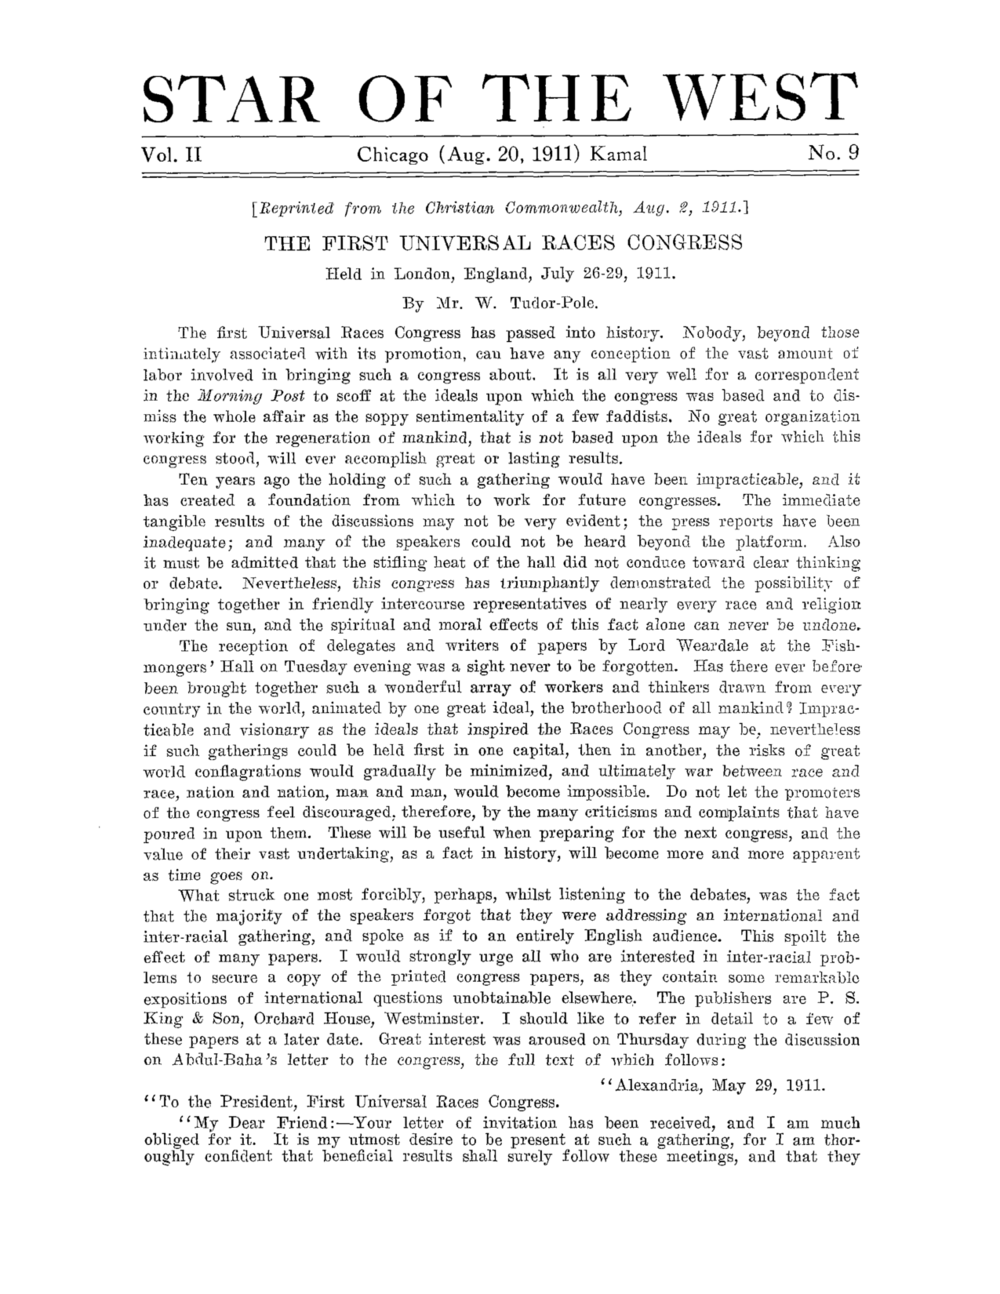 STAR OF THE WEST
Vol. II Chicago (Aug. 20, 1911) Kamal No. 9
[Reprinted from the Christian Commonwealth, Aug. 2, 1911.]
THE FIRST UNIVERSAL RACES CONGRESS
Held in London, England, July 26-29, 1911.
By Mr. W. Tudor-Pole.
The first Universal Races Congress has passed into history. Nobody, beyond those
intimately associated with its promotion, can have any conception of the vast amount of
labor involved in bringing such a congress about. It is all very well for a correspondent
in the Morning Post to scoff at the ideals upon which the congress was based and to dis-
miss the whole affair as the soppy sentimentality of a few faddists. No great organization
working for the regeneration of mankind, that is not based upon the ideals for which this
congress stood, will ever accomplish great or lasting results.
Ten years ago the holding of such a gathering would have been impracticable, and it
has created a foundation from which to work for future congresses. The immediate
tangible results of the discussions may not be very evident; the press reports have been
inadequate; and many of the speakers could not be heard beyond the platform. Also
it must be admitted that the stifling heat of the hall did not conduce toward clear thinking
or debate. Nevertheless, this congress has triumphantly demonstrated the possibility of
bringing together in friendly intercourse representatives of nearly every race and religion
under the sun, and the spiritual and moral effects of this fact alone can never be undone.
The reception of delegates and writers of papers by Lord Weardale at the Fish-
mongers' Hall on Tuesday evening was a sight never to be forgotten. Has there ever before
been brought together such a wonderful array of workers and thinkers drawn from every
country in the world, animated by one great ideal, the brotherhood of all mankind? Imprac-
ticable and visionary as the ideals that inspired the Races Congress may be, nevertheless
if such gatherings could be held first in one capital, then in another, the risks of great
world conflagrations would gradually be minimized, and ultimately war between race and
race, nation and nation, man and man, would become impossible. Do not let the promoters
of the congress feel discouraged, therefore, by the many criticisms and complaints that have
poured in upon them. These will be useful when preparing for the next congress, and the
value of their vast undertaking, as a fact in history, will become more and more apparent
as time goes on.
What struck one most forcibly, perhaps, whilst listening to the debates, was the fact
that the majority of the speakers forgot that they were addressing an international and
inter-racial gathering, and spoke as if to an entirely English audience. This spoilt the
effect of many papers. I would strongly urge all who are interested in inter-racial prob-
lems to secure a copy of the printed congress papers, as they contain some remarkable
expositions of international questions unobtainable elsewhere. The publishers are P. S.
King & Son, Orchard House, Westminster. I should like to refer in detail to a few of
these papers at a later date. Great interest was aroused on Thursday during the discussion
on Abdul-Baha's letter to the congress, the full text of which follows:
"Alexandria, May 29, 1911.
"To the President, First Universal Races Congress.
"My Dear Friend:—Your letter of invitation has been received, and I am much
obliged for it. It is my utmost desire to be present at such a gathering, for I am thor-
oughly confident that beneficial results shall surely follow these meetings, and that they